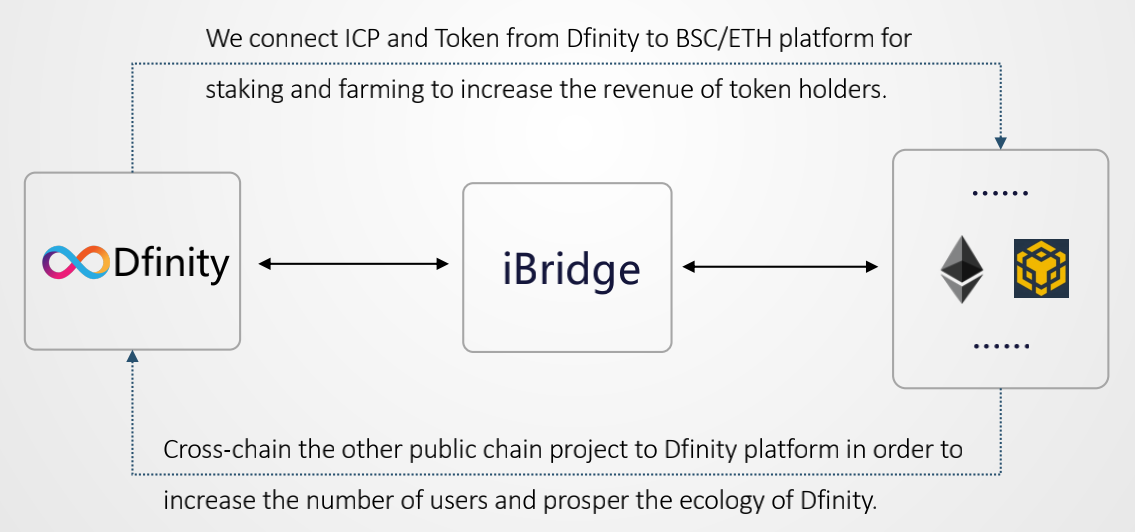 We connect ICP and Token from Dfinity to BSC/ETH platform for
staking and farming to increase the revenue of token holders.
Dfinity
iBridge
......
......
Cross-chain the other public chain project to Dfinity platform in order to
increase the number of users and prosper the ecology of Dfinity.